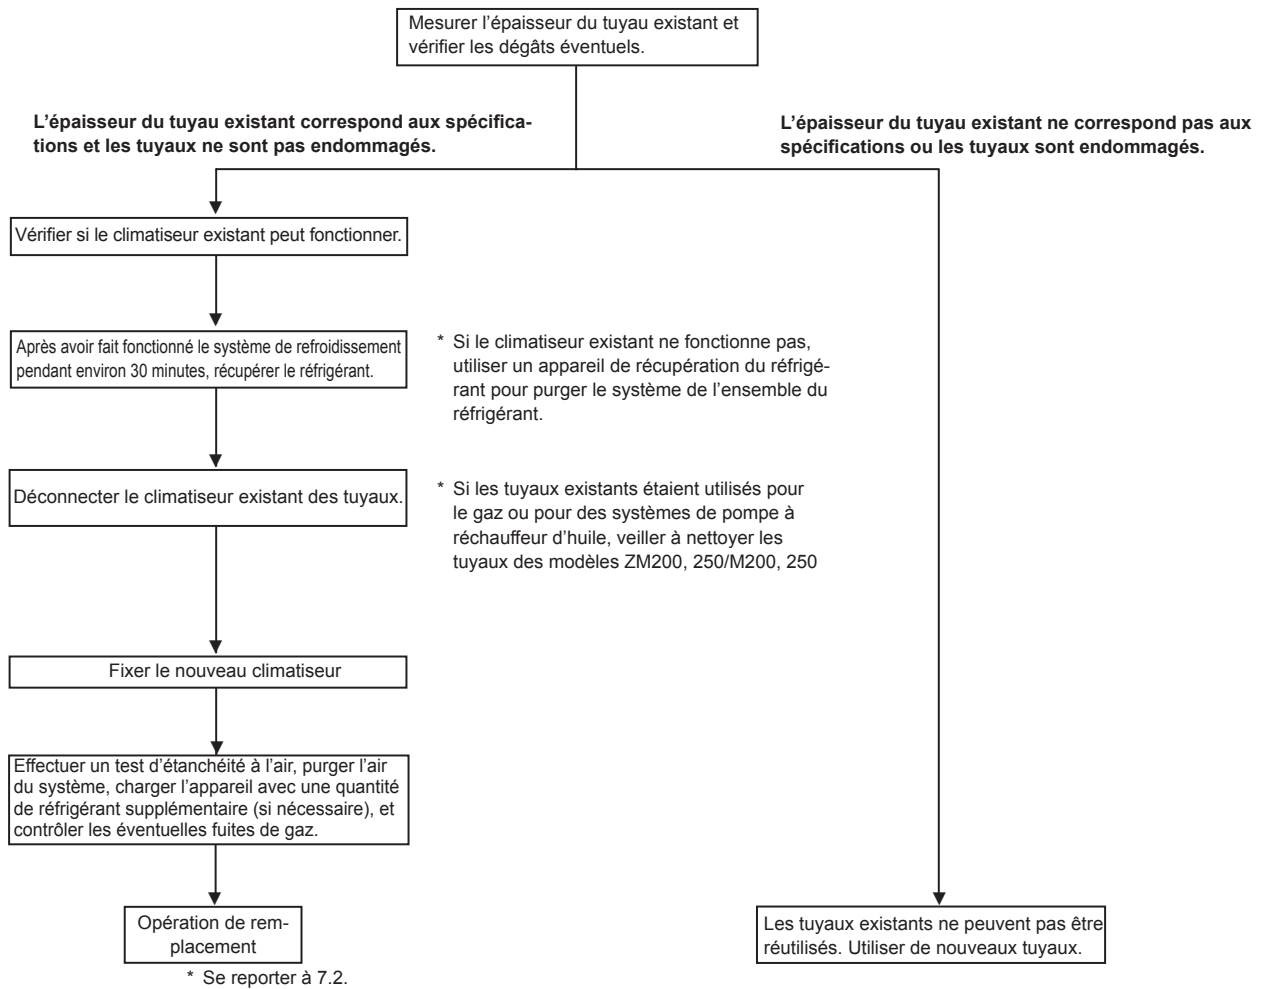 Mesurer l’épaisseur du tuyau existant et
vérifier les dégâts éventuels.
L’épaisseur du tuyau existant correspond aux spécifica-
tions et les tuyaux ne sont pas endommagés.
L’épaisseur du tuyau existant ne correspond pas aux
spécifications ou les tuyaux sont endommagés.
Vérifier si le climatiseur existant peut fonctionner.
Après avoir fait fonctionné le système de refroidissement
pendant environ 30 minutes, récupérer le réfrigérant.
* Si le climatiseur existant ne fonctionne pas,
utiliser un appareil de récupération du réfrigé-
rant pour purger le système de l’ensemble du
réfrigérant.
Déconnecter le climatiseur existant des tuyaux.
* Si les tuyaux existants étaient utilisés pour
le gaz ou pour des systèmes de pompe à
réchauffeur d’huile, veiller à nettoyer les
tuyaux des modèles ZM200, 250/M200, 250
Fixer le nouveau climatiseur
Effectuer un test d’étanchéité à l’air, purger l’air
du système, charger l’appareil avec une quantité
de réfrigérant supplémentaire (si nécessaire), et
contrôler les éventuelles fuites de gaz.
Opération de rem-
placement
* Se reporter à 7.2.
Les tuyaux existants ne peuvent pas être
réutilisés. Utiliser de nouveaux tuyaux.